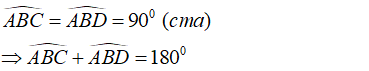 $\widehat{ABC} = \widehat{ABD} = 90^0$ (cma)
$\Rightarrow \widehat{ABC} + \widehat{ABD} = 180^0$